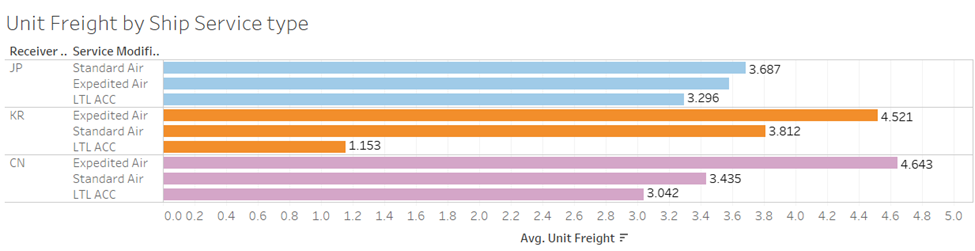 Unit Freight by Ship Service type
Receiver .. Service Modifi..
JP Standard Air 3.687
Expedited Air
LTL ACC 3.296
KR Expedited Air 4.521
Standard Air 3.812
LTL ACC 1.153
CN Expedited Air 4.643
Standard Air 3.435
LTL ACC 3.042
0.0 0.2 0.4 0.6 0.8 1.0 1.2 1.4 1.6 1.8 2.0 2.2 2.4 2.6 2.8 3.0 3.2 3.4 3.6 3.8 4.0 4.2 4.4 4.6 4.8 5.0
Avg. Unit Freight